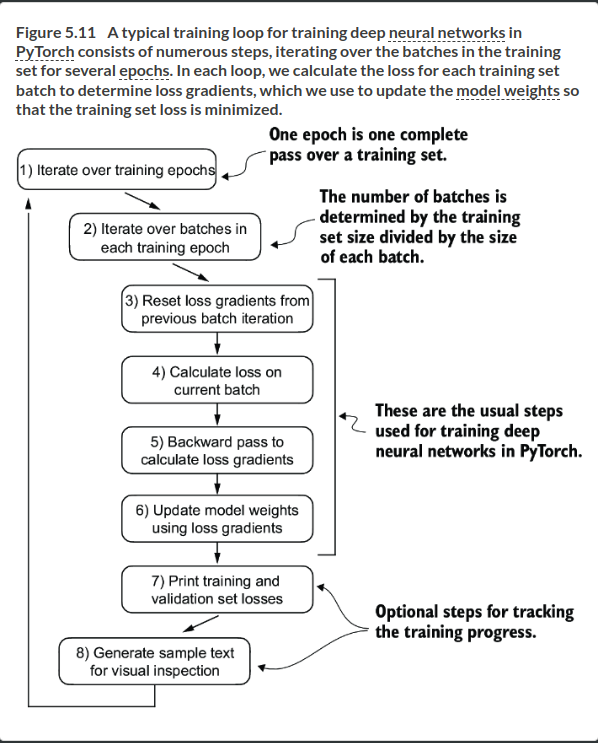 Figure 5.11 A typical training loop for training deep neural networks in
PyTorch consists of numerous steps, iterating over the batches in the training
set for several epochs. In each loop, we calculate the loss for each training set
batch to determine loss gradients, which we use to update the model weights so
that the training set loss is minimized.
One epoch is one complete
pass over a training set.
1) Iterate over training epochs
The number of batches is
determined by the training
set size divided by the size
of each batch.
2) Iterate over batches in
each training epoch
3) Reset loss gradients from
previous batch iteration
4) Calculate loss on
current batch
These are the usual steps
used for training deep
neural networks in PyTorch.
5) Backward pass to
calculate loss gradients
6) Update model weights
using loss gradients
7) Print training and
validation set losses
Optional steps for tracking
the training progress.
8) Generate sample text
for visual inspection